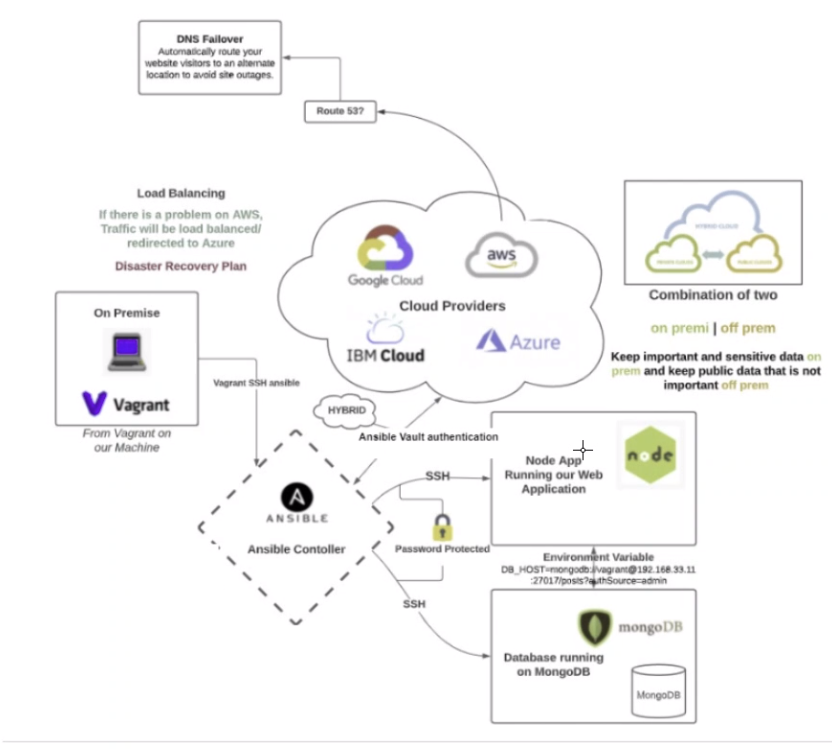 DNS Failover
Automatically route your
website visitors to an alternate
location to avoid site outages.
Route 53?
Load Balancing
If there is a problem on AWS,
Traffic will be load balanced/
redirected to Azure
Disaster Recovery Plan
Google Cloud
aws
Cloud Providers
IBM Cloud
Azure
HYBRID CLOUD
PRIVATE CLOUDS
PUBLIC CLOUDS
Combination of two
on premi | off prem
Keep important and sensitive data on
prem and keep public data that is not
important off prem
On Premise
Vagrant
From Vagrant on
our Machine
Vagrant SSH ansible
HYBRID
Ansible Vault authentication
A
ANSIBLE
Ansible Contoller
SSH
Password Protected
SSH
Node App
Running our Web
Application
node
Environment Variable
DB_HOST=mongodb://vagrant@192.168.33.11
:27017/posts?authSource=admin
mongoDB
Database running
on MongoDB
MongoDB